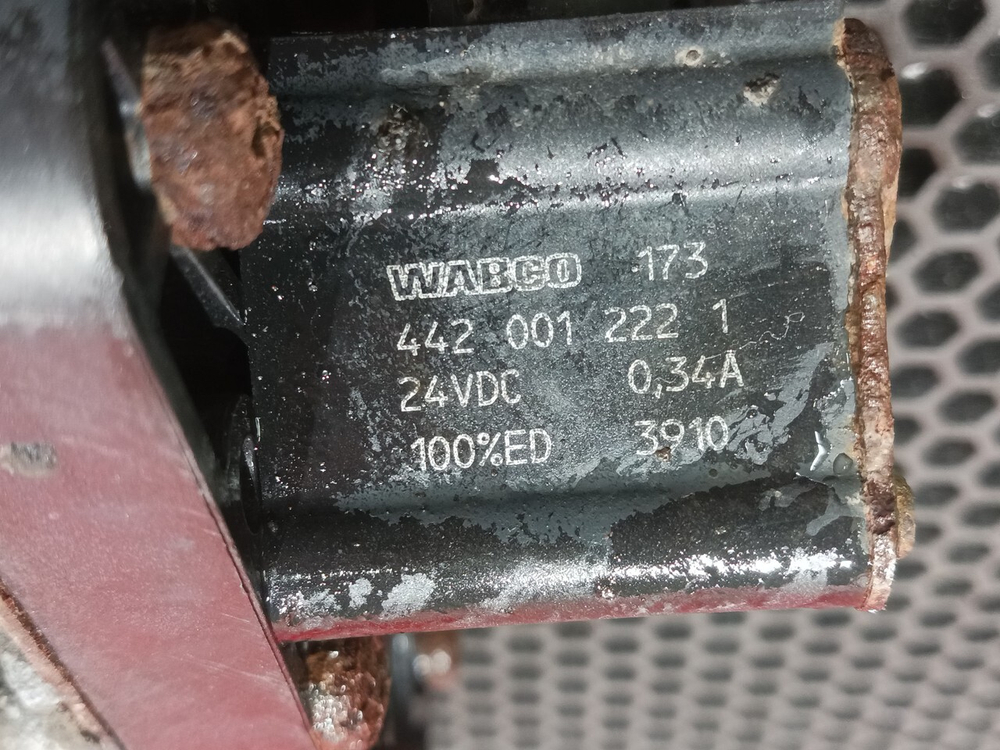 WABCO 173
442 001 222 1
24VDC 0,34A
100%ED 3910